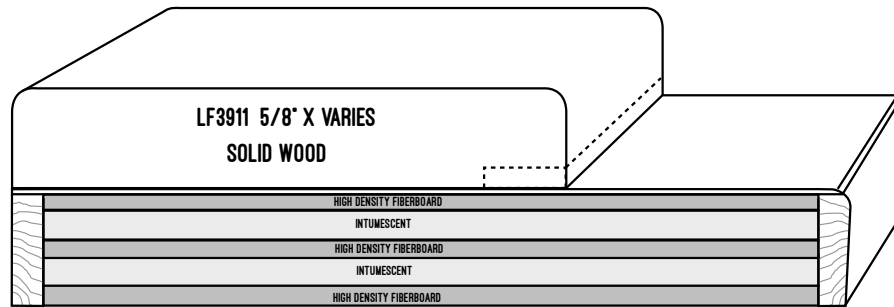 LF3911 5/8" X VARIES
SOLID WOOD
HIGH DENSITY FIBERBOARD
INTUMESCENT
HIGH DENSITY FIBERBOARD
INTUMESCENT
HIGH DENSITY FIBERBOARD